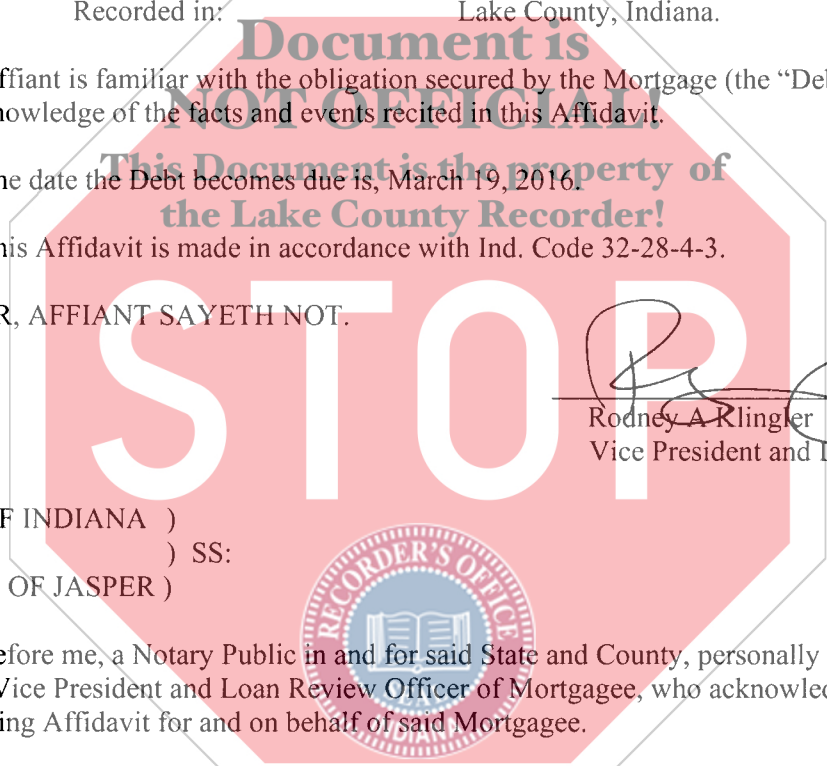 Recorded in: Lake County, Indiana.
Document is
ffiant is familiar with the obligation secured by the Mortgage (the “Del
NOT OFFICIAL!
nowledge of the facts and events recited in this Affidavit.
This Document is the property of
ne date the Debt becomes due is, March 19, 2016.
the Lake County Recorder!
his Affidavit is made in accordance with Ind. Code 32-28-4-3.
R, AFFIANT SAYETH NOT.
STOP
Rodney A Klingler
Vice President and L
F INDIANA )
) SS:
OF JASPER )
RECORDER'S OFFICE
efore me, a Notary Public in and for said State and County, personally
Vice President and Loan Review Officer of Mortgagee, who acknowled
SEAL
ing Affidavit for and on behalf of said Mortgagee.
INDIANA